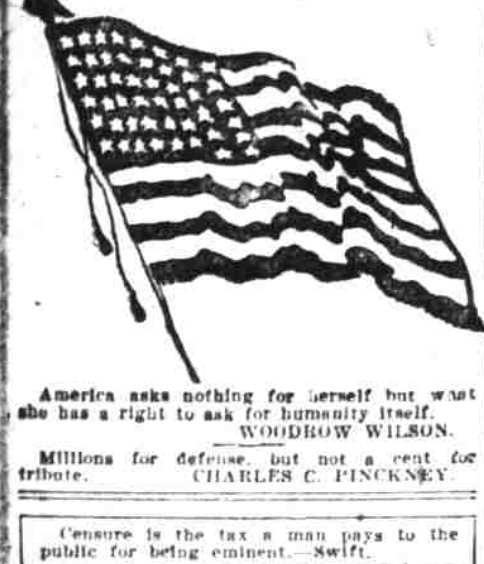 America asks nothing for herself but what
she has a right to ask for humanity itself.
WOODROW WILSON.
Millions for defense, but not a cent for
tribute. CHARLES C. PINCKNEY.
Censure is the tax a man pays to the
public for being eminent.—Swift.